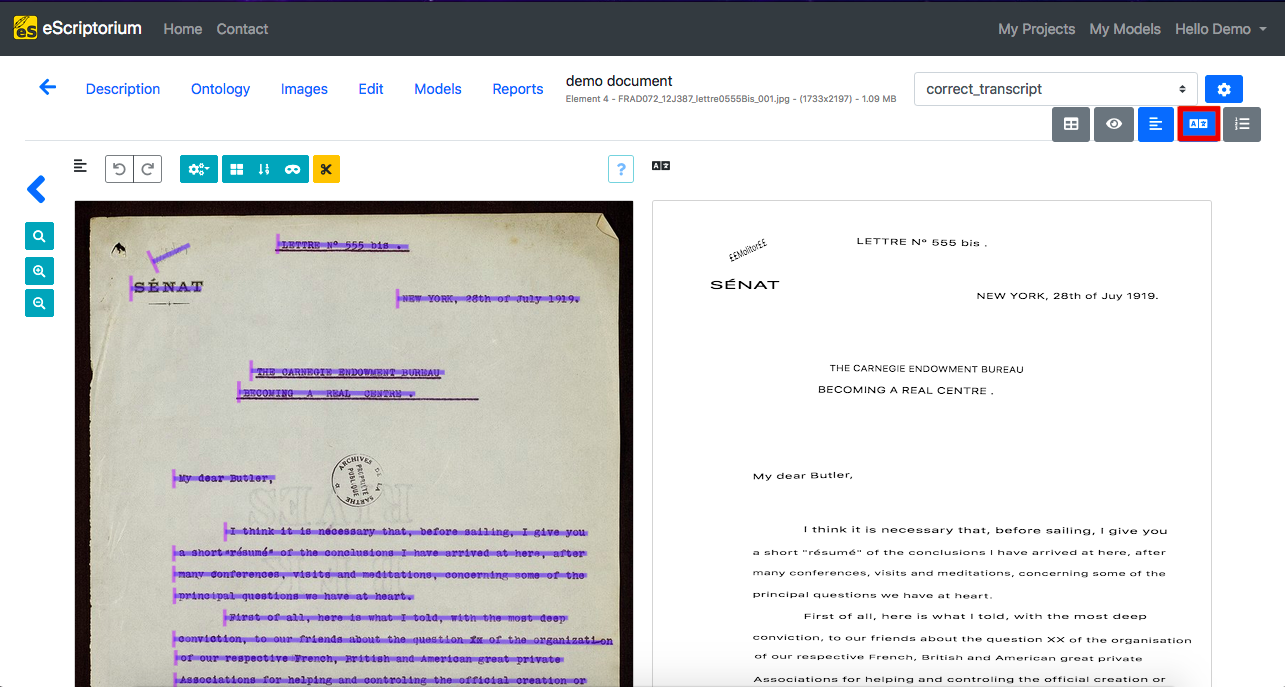 eScriptorium Home Contact My Projects My Models Hello Demo
Description Ontology Images Edit Models Reports
demo document
Element 4 - FRAD072_12J387_lettre0555Bis_001.jpg - (1733x2197) - 1.09 MB
correct_transcript
?
LETTRE Nº 555 bis .
SÉNAT
NEW YORK, 28th of July 1919.
THE CARNEGIE ENDOWMENT BUREAU
BECOMING A REAL CENTRE .
ARCHIVES DE LA SARTHE
PROPRIÉTÉ PUBLIQUE
My dear Butler,
I think it is necessary that, before sailing, I give you
a short "résumé" of the conclusions I have arrived at here, after
many conferences, visits and meditations, concerning some of the
principal questions we have at heart.
First of all, here is what I told, with the most deep
conviction, to our friends about the question xx of the organization
of our respective French, British and American great private
Associations for helping and controling the official creation or
EEMolitorEE
LETTRE Nº 555 bis .
SÉNAT
NEW YORK, 28th of Juy 1919.
THE CARNEGIE ENDOWMENT BUREAU
BECOMING A REAL CENTRE .
My dear Butler,
I think it is necessary that, before sailing, I give you
a short "résumé" of the conclusions I have arrived at here, after
many conferences, visits and meditations, concerning some of the
principal questions we have at heart.
First of all, here is what I told, with the most deep
conviction, to our friends about the question XX of the organisation
of our respective French, British and American great private
Associations for helping and controling the official creation or